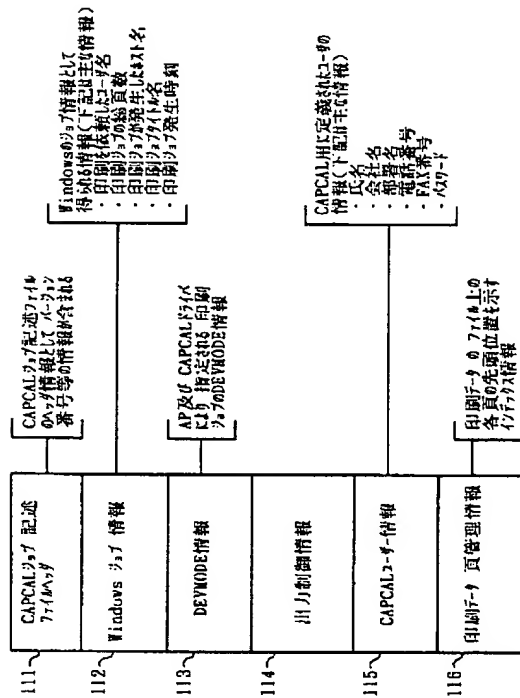 111
CAPCALジョブ 記述
ファイルヘッダ
CAPCALジョブ記述ファイル
のヘッダ情報として バージョン
番号等の情報が含まれる
112
Windows ジョブ 情報
Windowsのジョブ情報として
得られる情報(下記は主な情報)
・印刷を依頼したユーザ名
・印刷ジョブの総頁数
・印刷ジョブが発生したホスト名
・印刷ジョブタイトル名
・印刷ジョブ発生時刻
113
DEVMODE情報
AP及び CAPCALドライバ
により 指定される 印刷
ジョブのDEVMODE情報
114
出力制御情報
115
CAPCALユーザー情報
CAPCAL用に定義されたユーザの
情報(下記は主な情報)
・氏名
・会社名
・部署名
・電話番号
・FAX番号
・パスワード
116
印刷データ 頁管理情報
印刷データ の ファイル上の
各頁の先頭位置を示す
インデックス情報